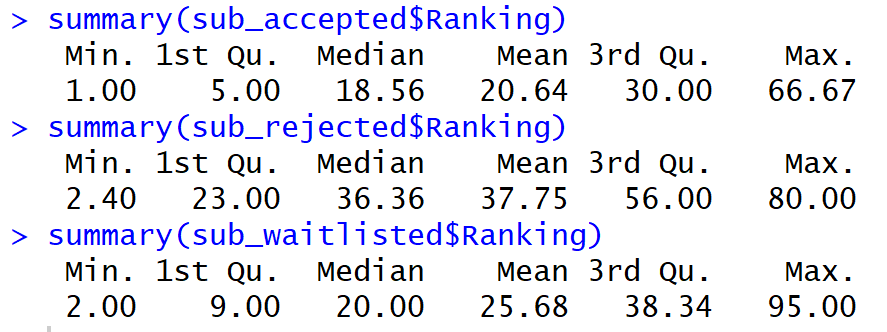 > summary(sub_accepted$Ranking)
Min. 1st Qu. Median Mean 3rd Qu. Max.
1.00 5.00 18.56 20.64 30.00 66.67
> summary(sub_rejected$Ranking)
Min. 1st Qu. Median Mean 3rd Qu. Max.
2.40 23.00 36.36 37.75 56.00 80.00
> summary(sub_waitlisted$Ranking)
Min. 1st Qu. Median Mean 3rd Qu. Max.
2.00 9.00 20.00 25.68 38.34 95.00